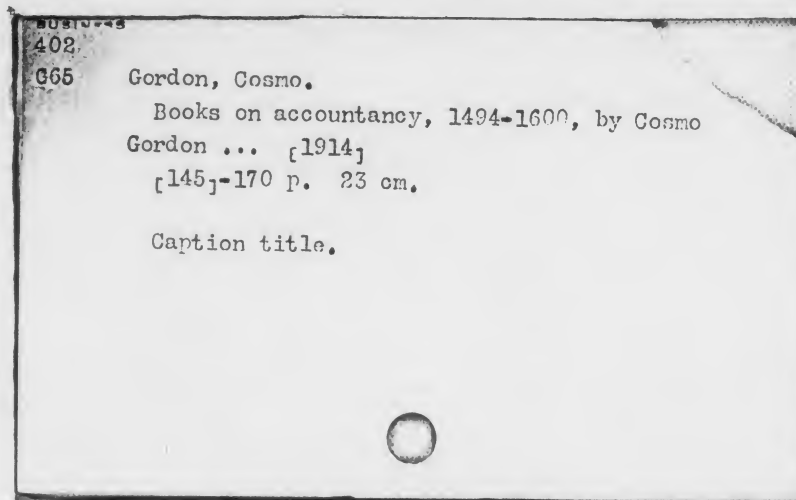 BUSINESS
402
G65 Gordon, Cosmo.
Books on accountancy, 1494-1600, by Cosmo
Gordon ... [1914]
[145]-170 p. 23 cm.
Caption title.